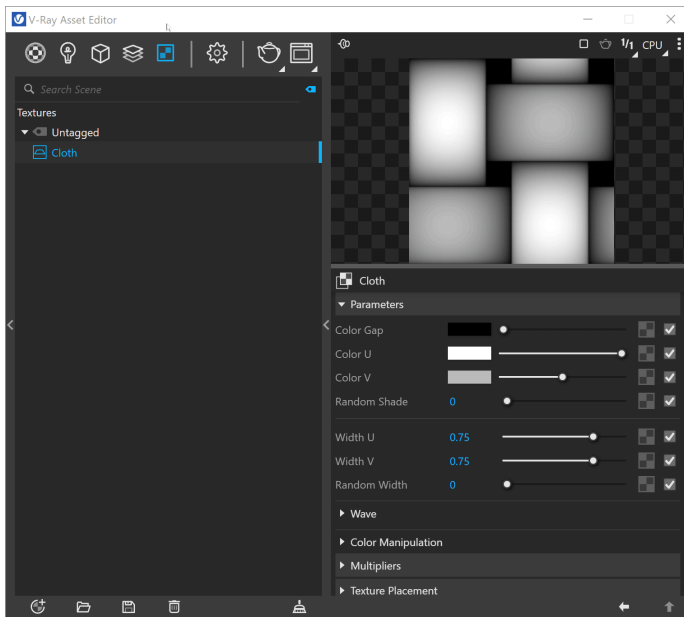 V-Ray Asset Editor
Search Scene
1/1 CPU
Textures
Untagged
Cloth
Cloth
Parameters
Color Gap
Color U
Color V
Random Shade 0
Width U 0.75
Width V 0.75
Random Width 0
Wave
Color Manipulation
Multipliers
Texture Placement